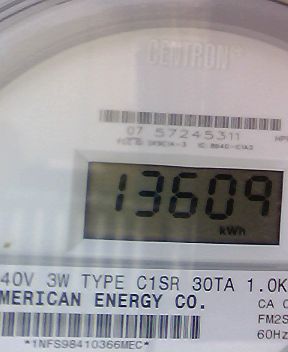 CENTRON
07 57245311
13609
kWh
40V 3W TYPE C1SR 30TA 1.0K
MERICAN ENERGY CO.
CA 0
FM2S
60Hz
*1NFS98410366MEC*